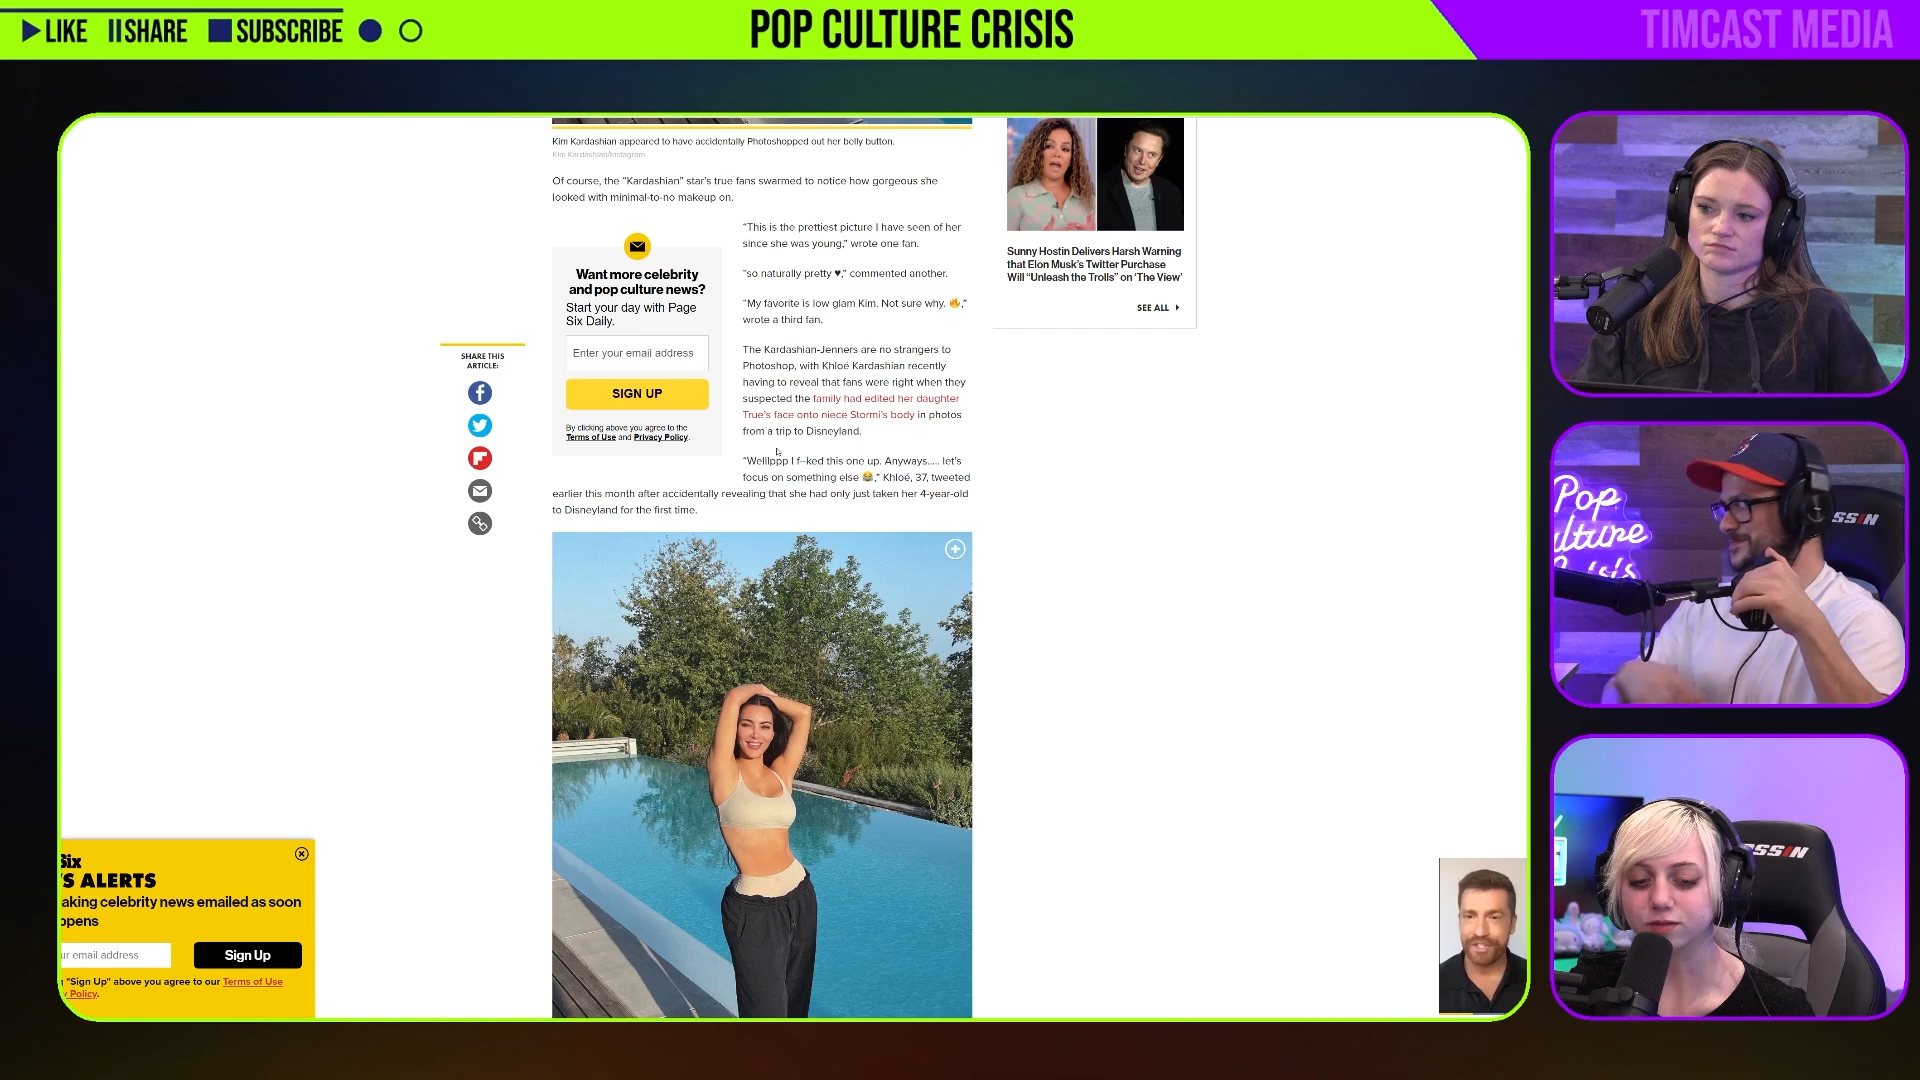 LIKE SHARE SUBSCRIBE
POP CULTURE CRISIS
TIMCAST MEDIA
Kim Kardashian appeared to have accidentally Photoshopped out her belly button.
Kim Kardashian/Instagram
Of course, the “Kardashian” star’s true fans swarmed to notice how gorgeous she
looked with minimal-to-no makeup on.
“This is the prettiest picture I have seen of her
since she was young,” wrote one fan.
“so naturally pretty ♥️,” commented another.
“My favorite is low glam Kim. Not sure why. 🔥,”
wrote a third fan.
The Kardashian-Jenners are no strangers to
Photoshop, with Khloé Kardashian recently
having to reveal that fans were right when they
suspected the family had edited her daughter
True’s face onto niece Stormi’s body in photos
from a trip to Disneyland.
“Welllppp I f–ked this one up. Anyways..... let’s
focus on something else 😂,” Khloé, 37, tweeted
earlier this month after accidentally revealing that she had only just taken her 4-year-old
to Disneyland for the first time.
Want more celebrity
and pop culture news?
Start your day with Page
Six Daily.
Enter your email address
SIGN UP
By clicking above you agree to the
Terms of Use and Privacy Policy.
SHARE THIS
ARTICLE:
Sunny Hostin Delivers Harsh Warning
that Elon Musk’s Twitter Purchase
Will “Unleash the Trolls” on ‘The View’
SEE ALL
Six
'S ALERTS
aking celebrity news emailed as soon
ppens
ur email address
Sign Up
"Sign Up" above you agree to our Terms of Use
y Policy.
Pop
ulture
SSIN
SSIN